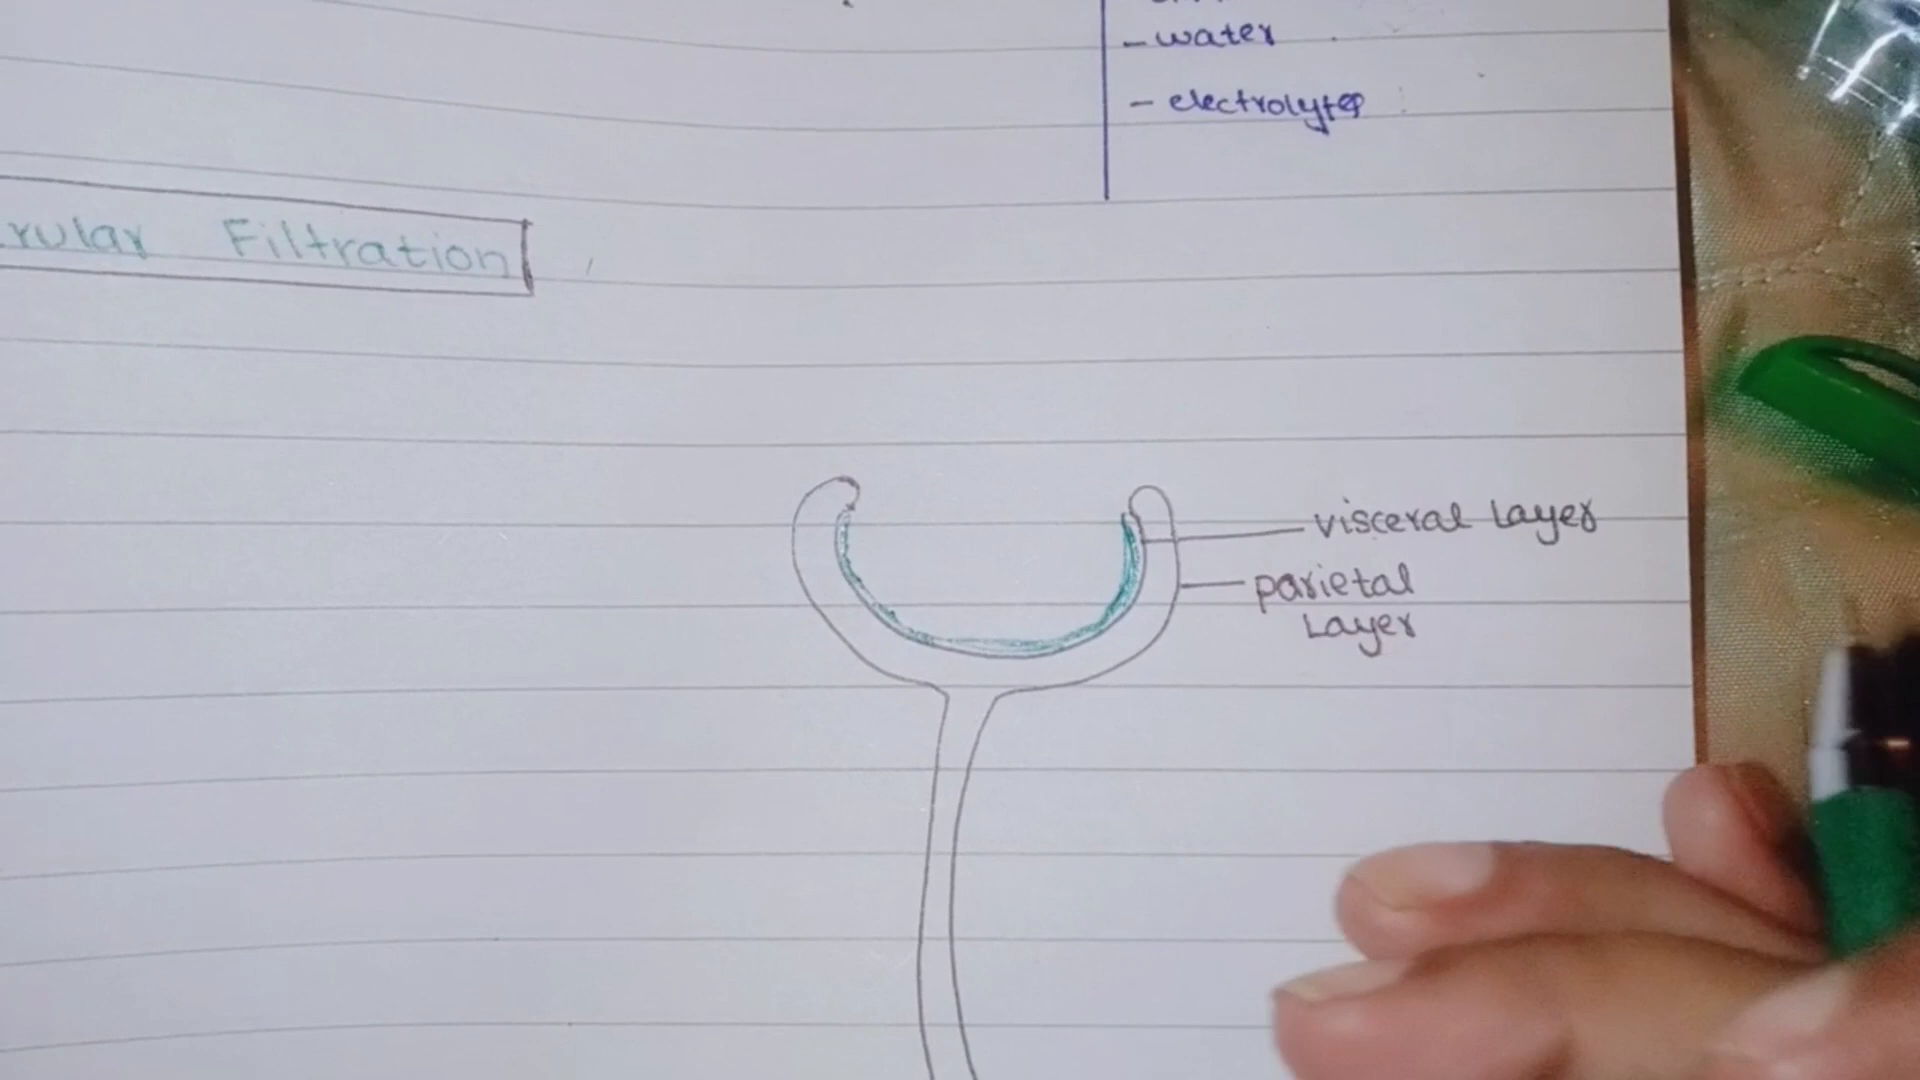 - water
- electrolytes
rular Filtration
visceral Layer
parietal
Layer